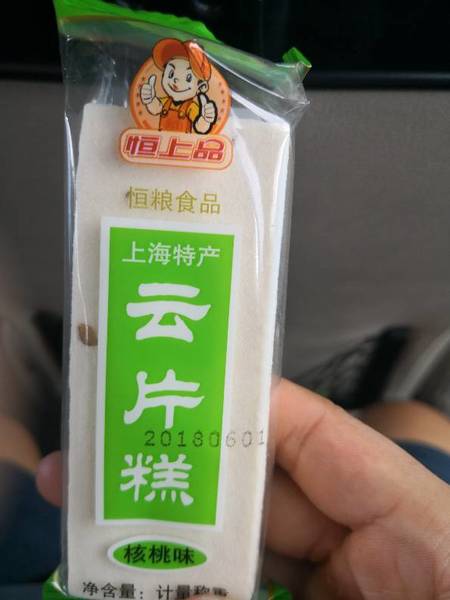 恒上品
恒粮食品
上海特产
云片糕
20180601
核桃味
净含量：计量称重